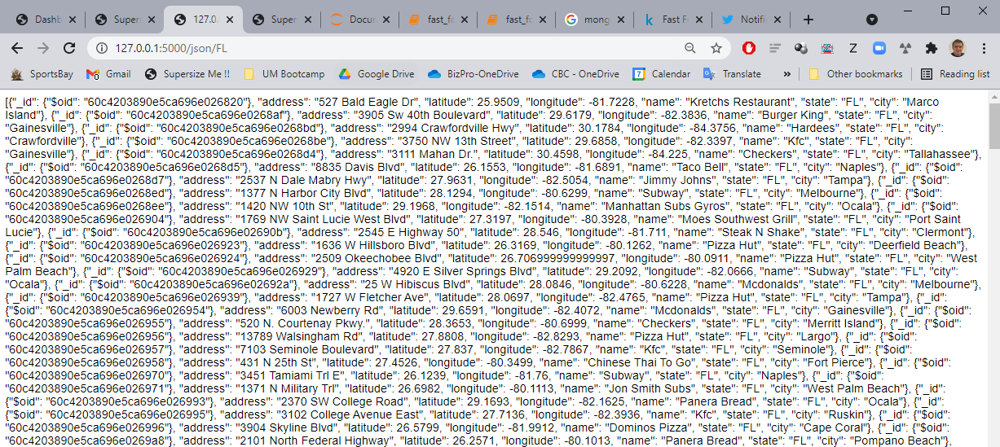 Dashb
Supers
127.0.
Supers
Docun
fast_fo
fast_fo
mong
Fast Fo
Notific
127.0.0.1:5000/json/FL
SportsBay
Gmail
Supersize Me !!
UM Bootcamp
Google Drive
BizPro-OneDrive
CBC - OneDrive
Calendar
Translate
»
Other bookmarks
Reading list
[{"_id": {"$oid": "60c4203890e5ca696e026820"}, "address": "527 Bald Eagle Dr", "latitude": 25.9509, "longitude": -81.7228, "name": "Kretchs Restaurant", "state": "FL", "city": "Marco
Island"}, {"_id": {"$oid": "60c4203890e5ca696e0268af"}, "address": "3905 Sw 40th Boulevard", "latitude": 29.6179, "longitude": -82.3836, "name": "Burger King", "state": "FL", "city":
"Gainesville"}, {"_id": {"$oid": "60c4203890e5ca696e0268bd"}, "address": "2994 Crawfordville Hwy", "latitude": 30.1784, "longitude": -84.3756, "name": "Hardees", "state": "FL", "city":
"Crawfordville"}, {"_id": {"$oid": "60c4203890e5ca696e0268be"}, "address": "3750 NW 13th Street", "latitude": 29.6858, "longitude": -82.3397, "name": "Kfc", "state": "FL", "city":
"Gainesville"}, {"_id": {"$oid": "60c4203890e5ca696e0268d4"}, "address": "3111 Mahan Dr.", "latitude": 30.4598, "longitude": -84.225, "name": "Checkers", "state": "FL", "city": "Tallahassee"},
{"_id": {"$oid": "60c4203890e5ca696e0268d5"}, "address": "8835 Davis Blvd", "latitude": 26.1553, "longitude": -81.6891, "name": "Taco Bell", "state": "FL", "city": "Naples"}, {"_id": {"$oid":
"60c4203890e5ca696e0268d7"}, "address": "2537 N Dale Mabry Hwy", "latitude": 27.9631, "longitude": -82.5054, "name": "Jimmy Johns", "state": "FL", "city": "Tampa"}, {"_id": {"$oid":
"60c4203890e5ca696e0268ed"}, "address": "1377 N Harbor City Blvd", "latitude": 28.1294, "longitude": -80.6299, "name": "Subway", "state": "FL", "city": "Melbourne"}, {"_id": {"$oid":
"60c4203890e5ca696e0268ee"}, "address": "1420 NW 10th St", "latitude": 29.1968, "longitude": -82.1514, "name": "Manhattan Subs Gyros", "state": "FL", "city": "Ocala"}, {"_id": {"$oid":
"60c4203890e5ca696e026904"}, "address": "1769 NW Saint Lucie West Blvd", "latitude": 27.3197, "longitude": -80.3928, "name": "Moes Southwest Grill", "state": "FL", "city": "Port Saint
Lucie"}, {"_id": {"$oid": "60c4203890e5ca696e02690b"}, "address": "2545 E Highway 50", "latitude": 28.546, "longitude": -81.711, "name": "Steak N Shake", "state": "FL", "city": "Clermont"},
{"_id": {"$oid": "60c4203890e5ca696e026923"}, "address": "1636 W Hillsboro Blvd", "latitude": 26.3169, "longitude": -80.1262, "name": "Pizza Hut", "state": "FL", "city": "Deerfield Beach"},
{"_id": {"$oid": "60c4203890e5ca696e026924"}, "address": "2509 Okeechobee Blvd", "latitude": 26.706999999999997, "longitude": -80.0911, "name": "Pizza Hut", "state": "FL", "city": "West
Palm Beach"}, {"_id": {"$oid": "60c4203890e5ca696e026929"}, "address": "4920 E Silver Springs Blvd", "latitude": 29.2092, "longitude": -82.0666, "name": "Subway", "state": "FL", "city":
"Ocala"}, {"_id": {"$oid": "60c4203890e5ca696e02692a"}, "address": "25 W Hibiscus Blvd", "latitude": 28.0846, "longitude": -80.6228, "name": "Mcdonalds", "state": "FL", "city": "Melbourne"},
{"_id": {"$oid": "60c4203890e5ca696e026939"}, "address": "1727 W Fletcher Ave", "latitude": 28.0697, "longitude": -82.4765, "name": "Pizza Hut", "state": "FL", "city": "Tampa"}, {"_id":
{"$oid": "60c4203890e5ca696e026954"}, "address": "6003 Newberry Rd", "latitude": 29.6591, "longitude": -82.4072, "name": "Mcdonalds", "state": "FL", "city": "Gainesville"}, {"_id": {"$oid":
"60c4203890e5ca696e026955"}, "address": "520 N. Courtenay Pkwy.", "latitude": 28.3653, "longitude": -80.6999, "name": "Checkers", "state": "FL", "city": "Merritt Island"}, {"_id": {"$oid":
"60c4203890e5ca696e026956"}, "address": "13789 Walsingham Rd", "latitude": 27.8808, "longitude": -82.8293, "name": "Pizza Hut", "state": "FL", "city": "Largo"}, {"_id": {"$oid":
"60c4203890e5ca696e026957"}, "address": "7103 Seminole Boulevard", "latitude": 27.837, "longitude": -82.7867, "name": "Kfc", "state": "FL", "city": "Seminole"}, {"_id": {"$oid":
"60c4203890e5ca696e026958"}, "address": "431 N 25th St", "latitude": 27.4526, "longitude": -80.3499, "name": "Chinese Thai To Go", "state": "FL", "city": "Fort Pierce"}, {"_id": {"$oid":
"60c4203890e5ca696e026970"}, "address": "3451 Tamiami Trl E", "latitude": 26.1239, "longitude": -81.76, "name": "Subway", "state": "FL", "city": "Naples"}, {"_id": {"$oid":
"60c4203890e5ca696e026971"}, "address": "1371 N Military Trl", "latitude": 26.6982, "longitude": -80.1113, "name": "Jon Smith Subs", "state": "FL", "city": "West Palm Beach"}, {"_id":
{"$oid": "60c4203890e5ca696e026993"}, "address": "2370 SW College Road", "latitude": 29.1693, "longitude": -82.1625, "name": "Panera Bread", "state": "FL", "city": "Ocala"}, {"_id":
{"$oid": "60c4203890e5ca696e026995"}, "address": "3102 College Avenue East", "latitude": 27.7136, "longitude": -82.3936, "name": "Kfc", "state": "FL", "city": "Ruskin"}, {"_id": {"$oid":
"60c4203890e5ca696e026996"}, "address": "3904 Skyline Blvd", "latitude": 26.5799, "longitude": -81.9912, "name": "Dominos Pizza", "state": "FL", "city": "Cape Coral"}, {"_id": {"$oid":
"60c4203890e5ca696e0269a8"}, "address": "2101 North Federal Highway", "latitude": 26.2571, "longitude": -80.1013, "name": "Panera Bread", "state": "FL", "city": "Pompano Beach"},